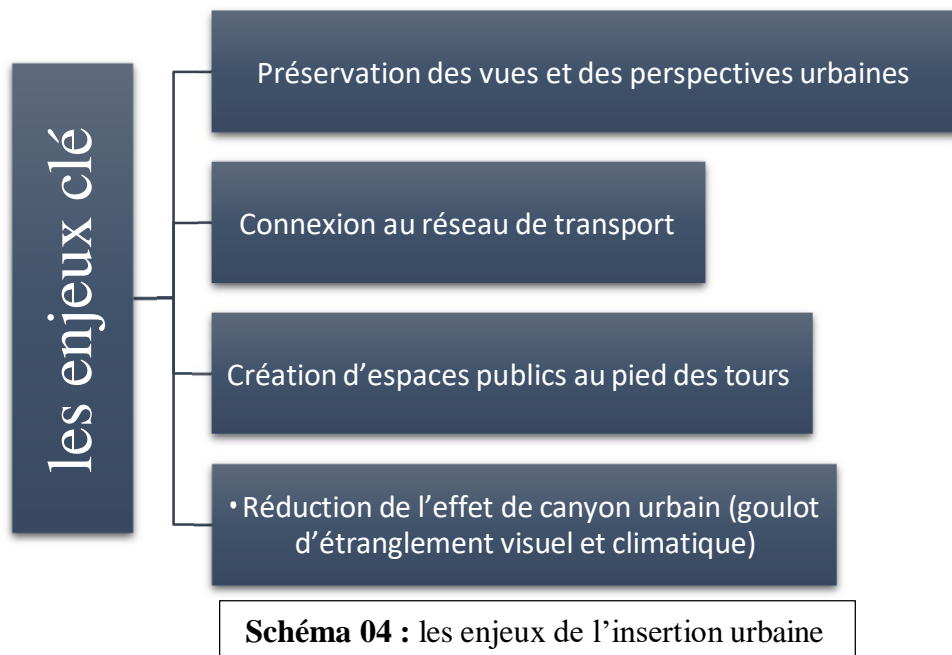 les enjeux clé
Préservation des vues et des perspectives urbaines
Connexion au réseau de transport
Création d’espaces publics au pied des tours
• Réduction de l’effet de canyon urbain (goulot
d’étranglement visuel et climatique)
Schéma 04 : les enjeux de l’insertion urbaine